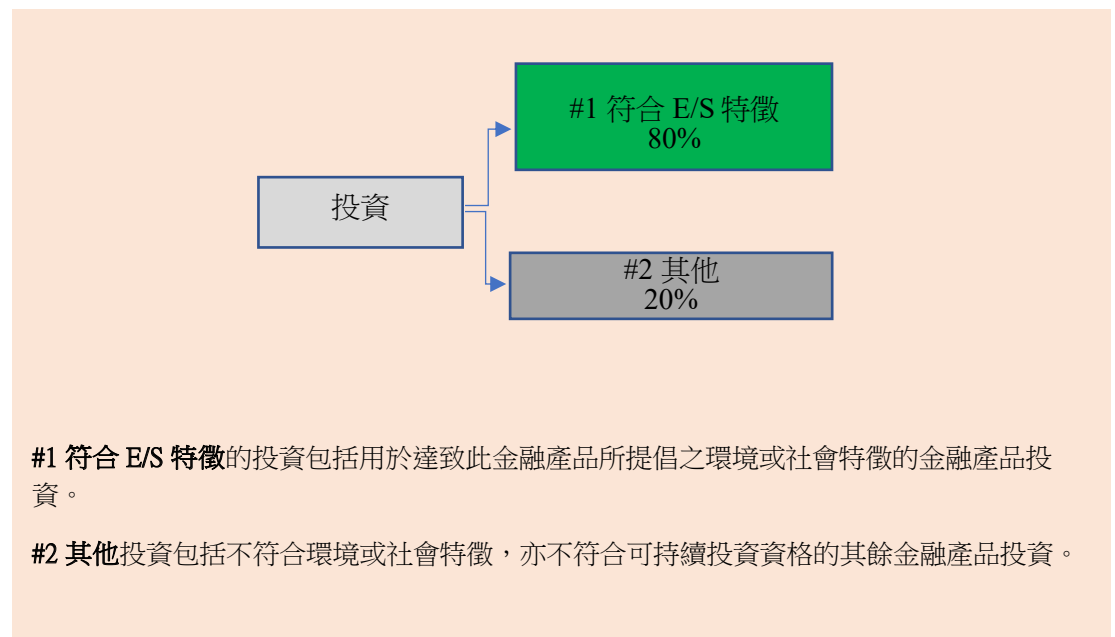 #1 符合 E/S 特徵
80%
投資
#2 其他
20%
#1 符合 E/S 特徵的投資包括用於達致此金融產品所提倡之環境或社會特徵的金融產品投
資。
#2 其他投資包括不符合環境或社會特徵，亦不符合可持續投資資格的其餘金融產品投資。